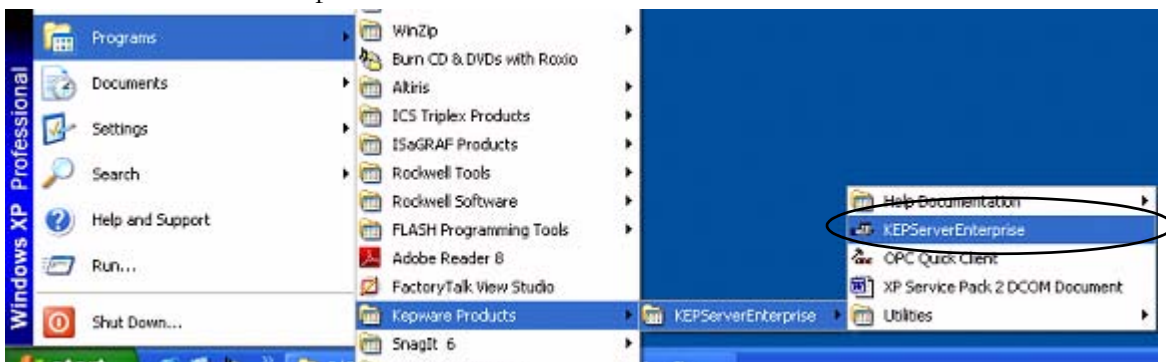 Windows XP Professional
Programs
Documents
Settings
Search
Help and Support
Run...
Shut Down...
WinZip
Burn CD & DVDs with Roxio
Altiris
ICS Triplex Products
ISaGRAF Products
Rockwell Tools
Rockwell Software
FLASH Programming Tools
Adobe Reader 8
FactoryTalk View Studio
Kepware Products
SnagIt 6
KEPServerEnterprise
Help Documentation
KEPServerEnterprise
OPC Quick Client
XP Service Pack 2 DCOM Document
Utilities